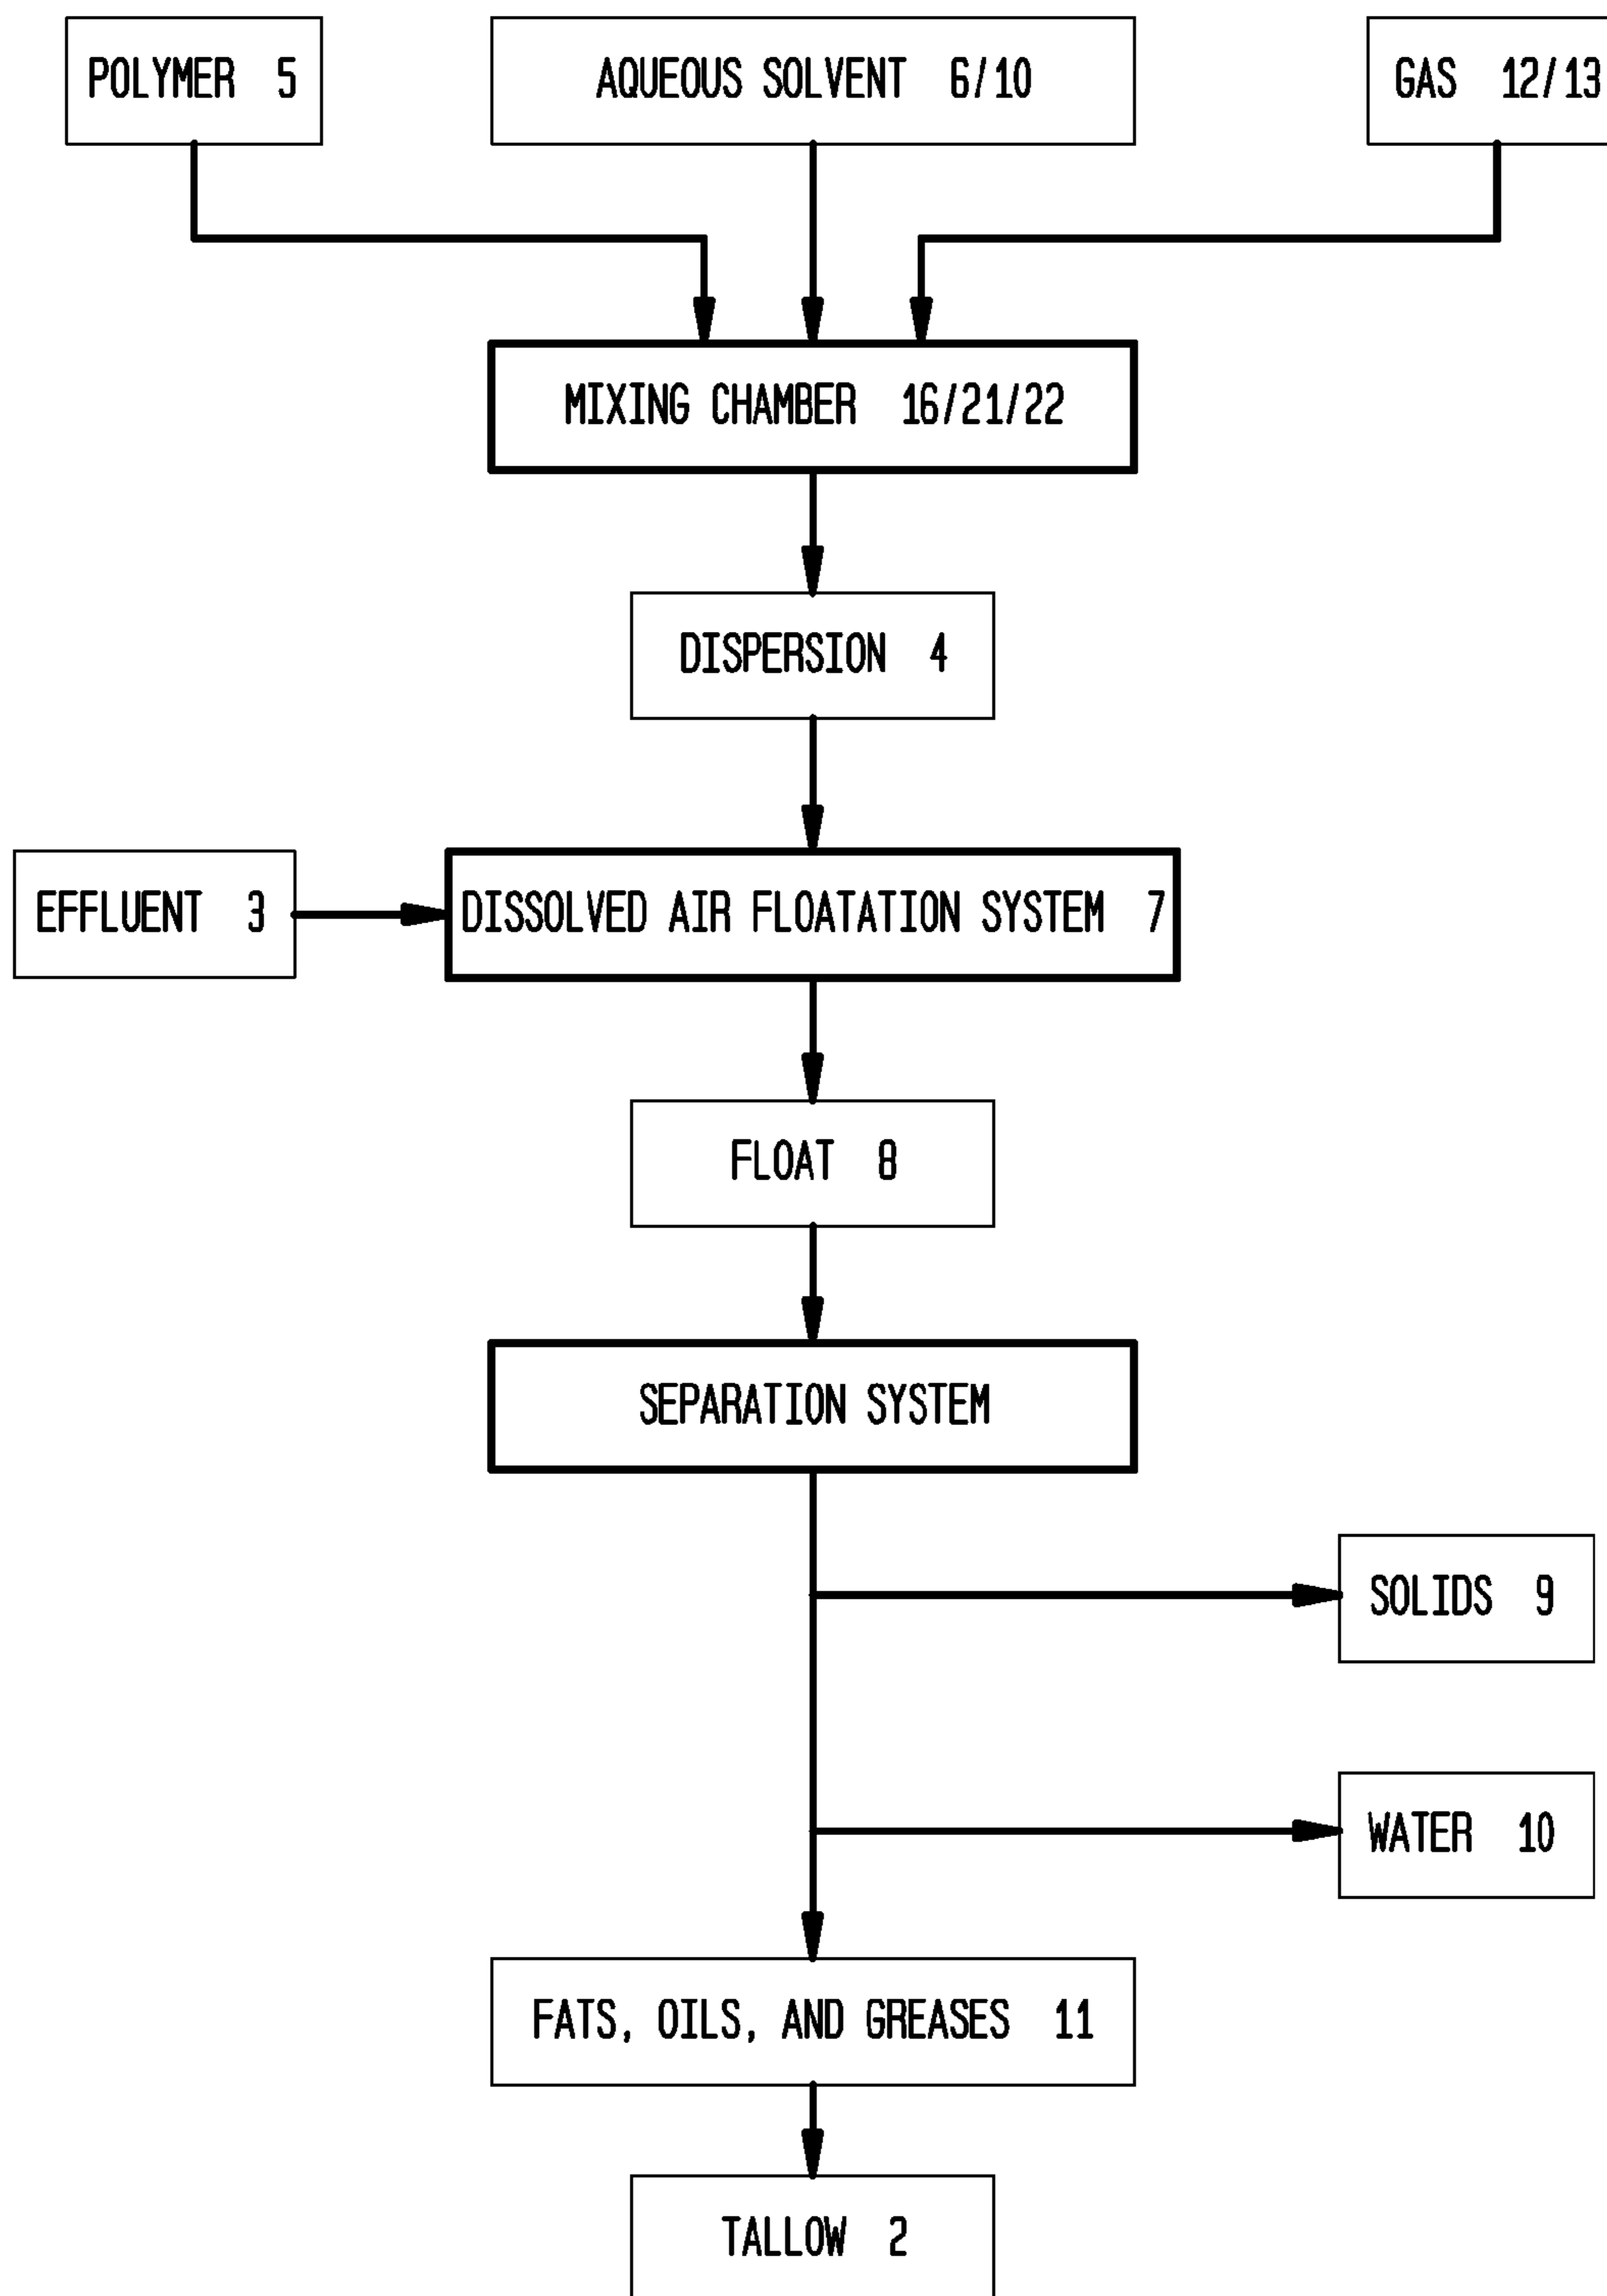 POLYMER 5
AQUEOUS SOLVENT 6/10
GAS 12/13
MIXING CHAMBER 16/21/22
DISPERSION 4
EFFLUENT 3
DISSOLVED AIR FLOATATION SYSTEM 7
FLOAT 8
SEPARATION SYSTEM
SOLIDS 9
WATER 10
FATS, OILS, AND GREASES 11
TALLOW 2